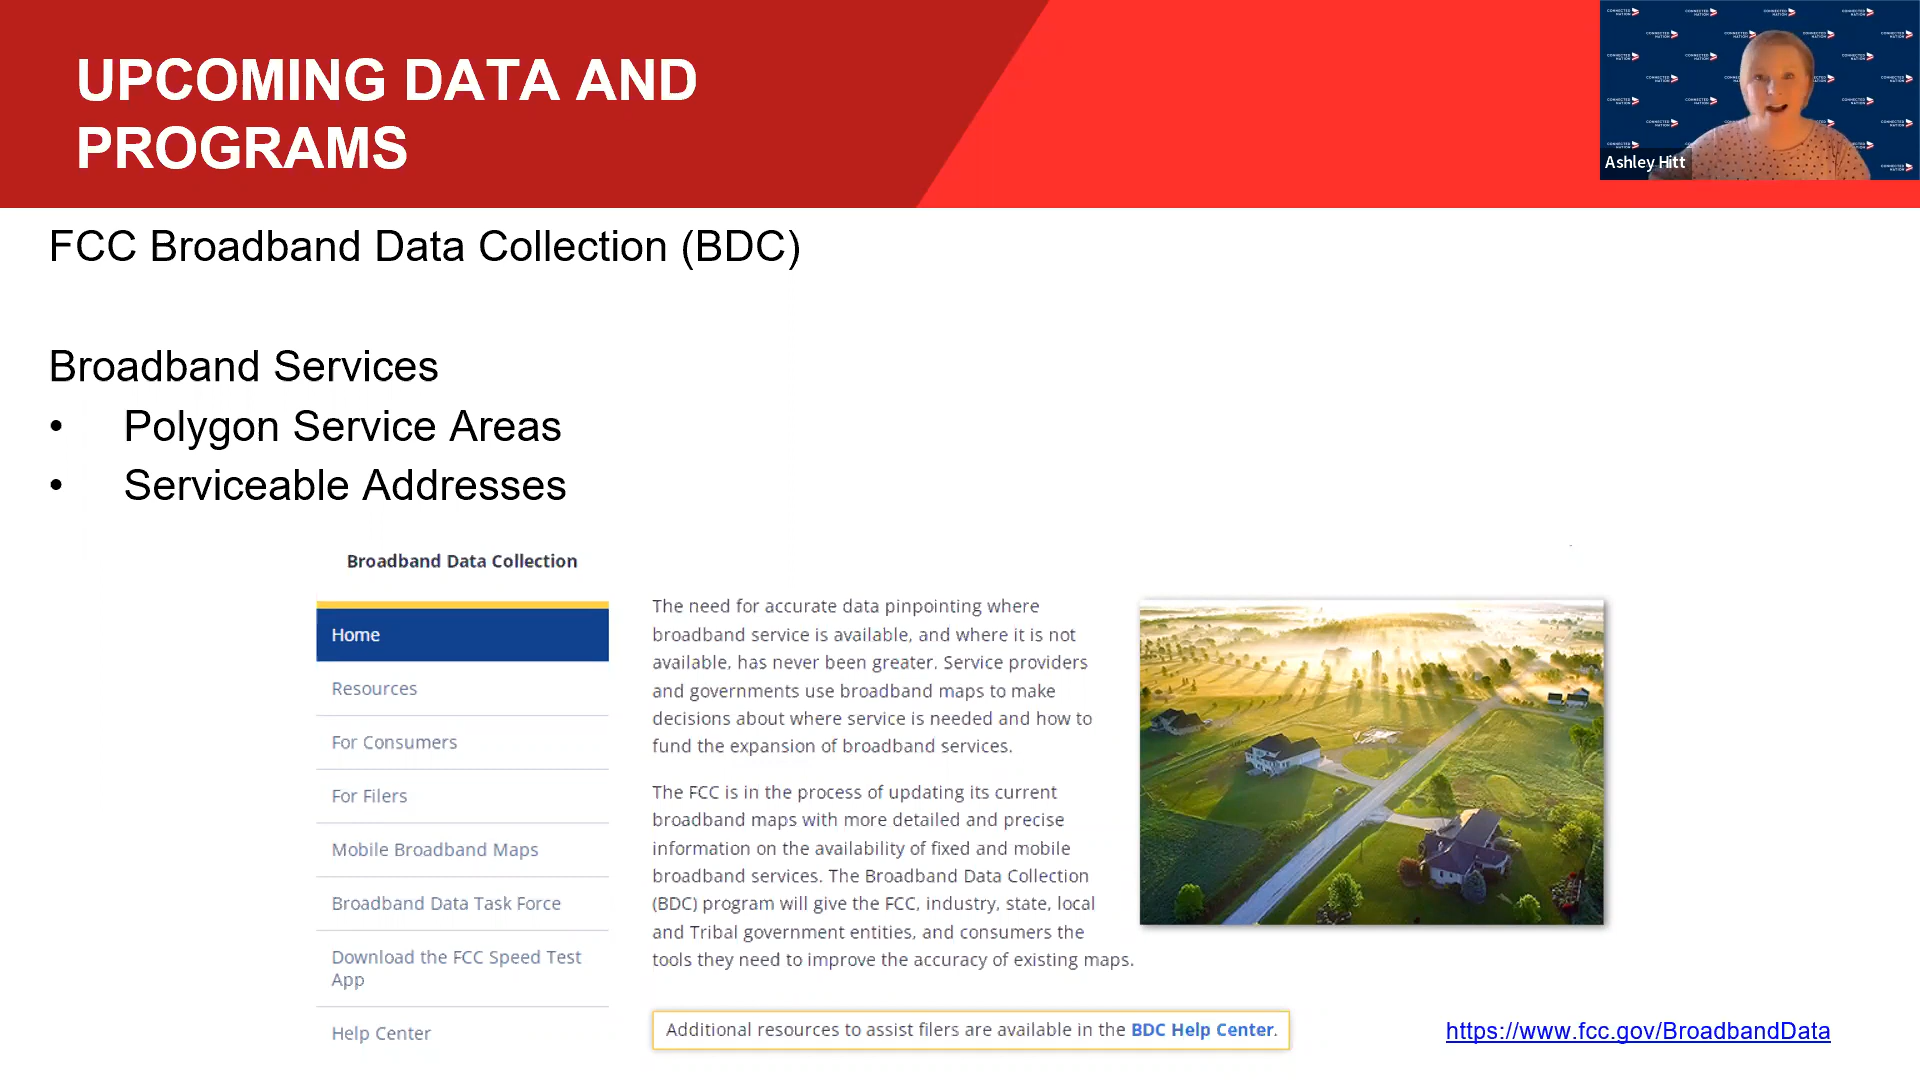 UPCOMING DATA AND
PROGRAMS
CONNECTED NATION
Ashley Hitt
FCC Broadband Data Collection (BDC)
Broadband Services
• Polygon Service Areas
• Serviceable Addresses
Broadband Data Collection
Home
Resources
For Consumers
For Filers
Mobile Broadband Maps
Broadband Data Task Force
Download the FCC Speed Test
App
Help Center
The need for accurate data pinpointing where
broadband service is available, and where it is not
available, has never been greater. Service providers
and governments use broadband maps to make
decisions about where service is needed and how to
fund the expansion of broadband services.
The FCC is in the process of updating its current
broadband maps with more detailed and precise
information on the availability of fixed and mobile
broadband services. The Broadband Data Collection
(BDC) program will give the FCC, industry, state, local
and Tribal government entities, and consumers the
tools they need to improve the accuracy of existing maps.
Additional resources to assist filers are available in the BDC Help Center.
https://www.fcc.gov/BroadbandData